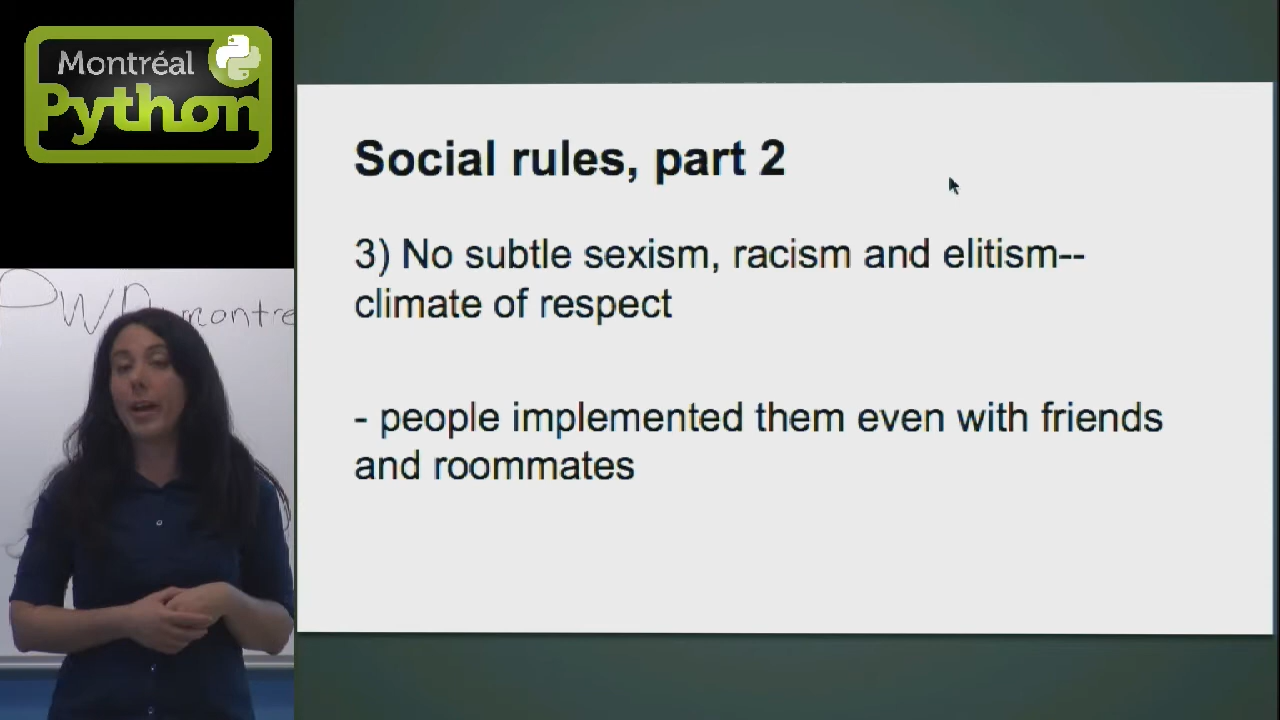 Montréal
Python
Social rules, part 2
3) No subtle sexism, racism and elitism--
climate of respect
- people implemented them even with friends
and roommates
montre